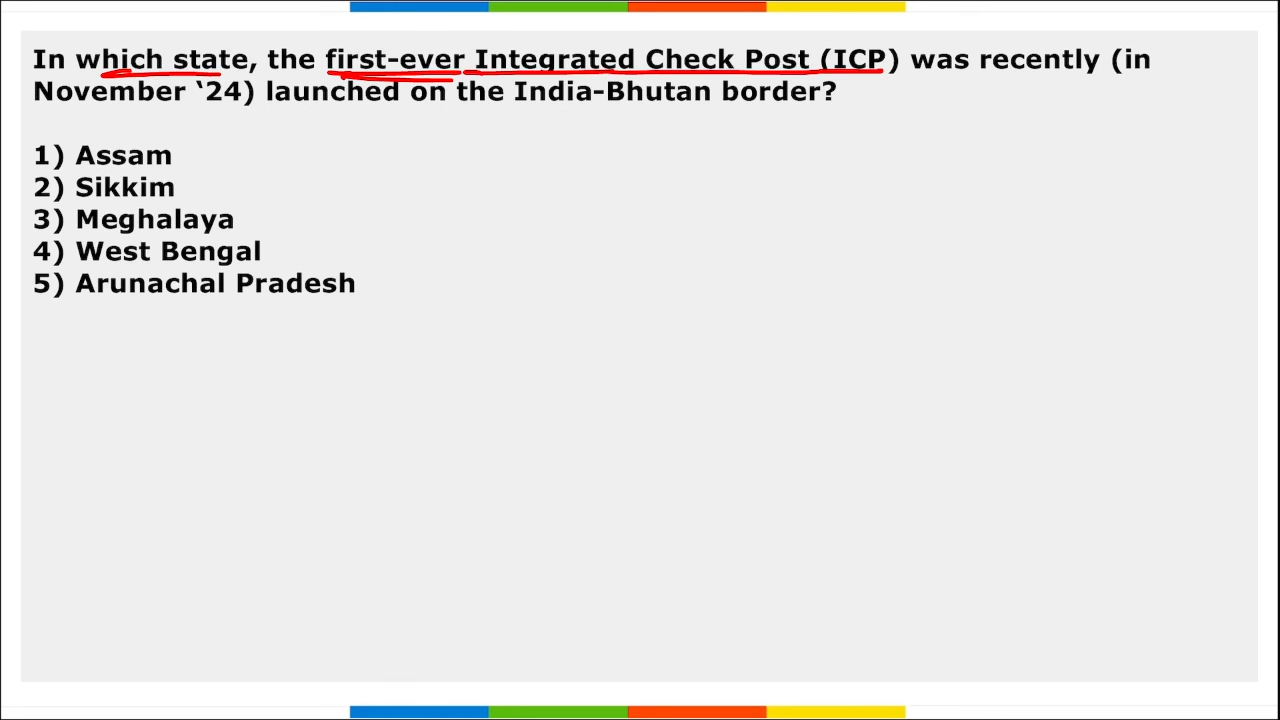 In which state, the first-ever Integrated Check Post (ICP) was recently (in
November ‘24) launched on the India-Bhutan border?
1) Assam
2) Sikkim
3) Meghalaya
4) West Bengal
5) Arunachal Pradesh